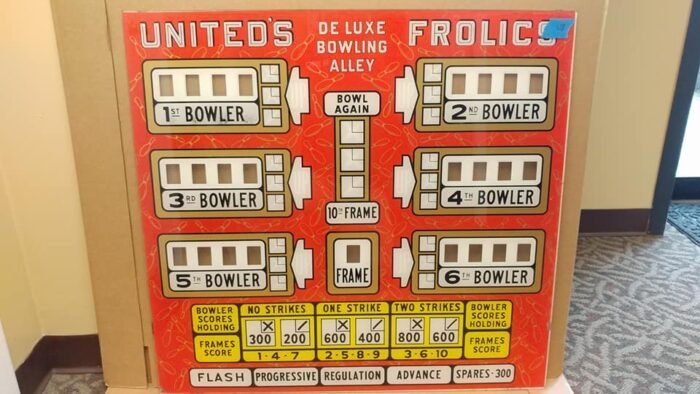 UNITED'S DE LUXE FROLICS
BOWLING
ALLEY
1ST BOWLER
BOWL
AGAIN
2ND BOWLER
3RD BOWLER
4TH BOWLER
10TH FRAME
5TH BOWLER
FRAME
6TH BOWLER
BOWLER
SCORES
HOLDING
NO STRIKES
ONE STRIKE
TWO STRIKES
BOWLER
SCORES
HOLDING
300 200 600 400 800 600
FRAMES
SCORE
1-4-7
2-5-8-9
3-6-10
FRAMES
SCORE
FLASH PROGRESSIVE REGULATION ADVANCE SPARES-300